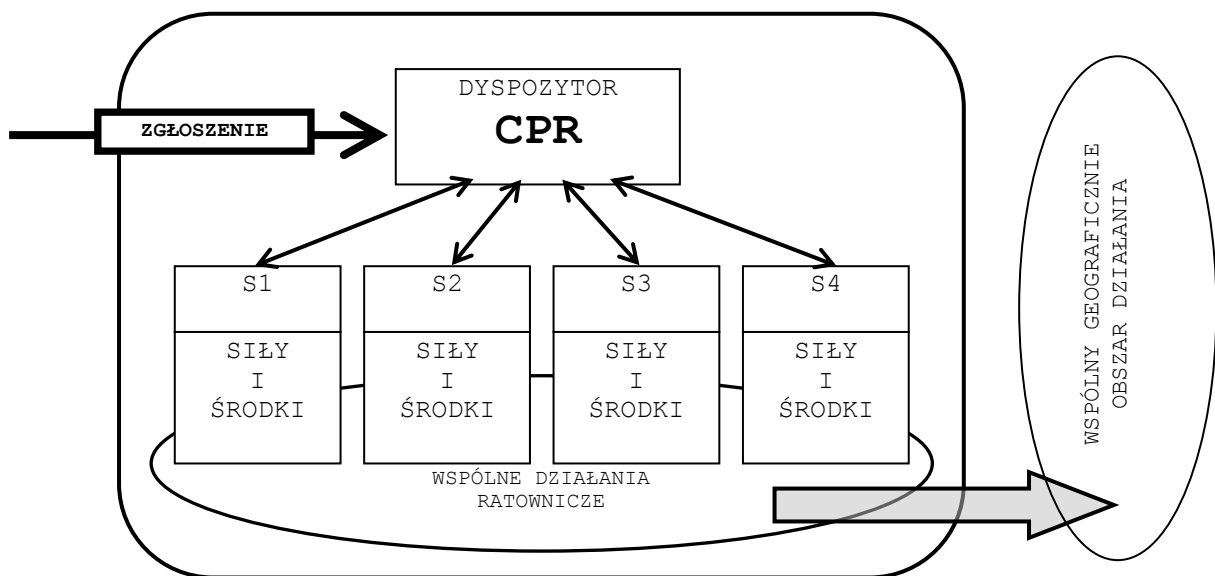 DYSPOZYTOR
CPR
ZGŁOSZENIE
S1
S2
S3
S4
SIŁY
I
ŚRODKI
SIŁY
I
ŚRODKI
SIŁY
I
ŚRODKI
SIŁY
I
ŚRODKI
WSPÓLNE DZIAŁANIA
RATOWNICZE
WSPÓLNY GEOGRAFICZNIE
OBSZAR DZIAŁANIA